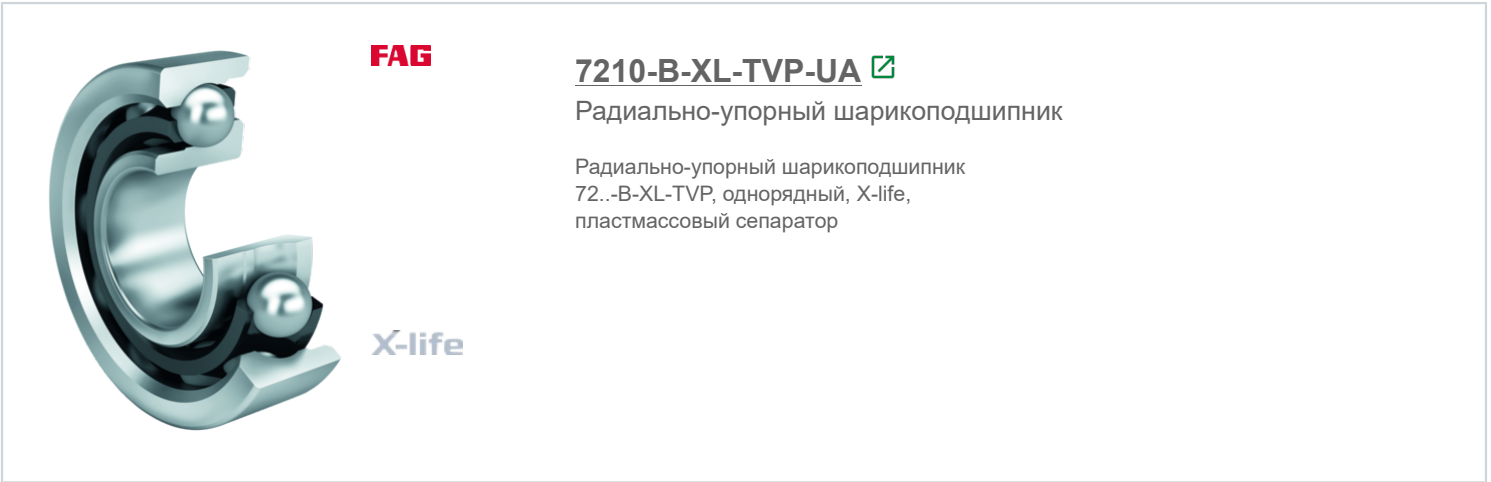 FAG
7210-B-XL-TVP-UA
Радиально-упорный шарикоподшипник
Радиально-упорный шарикоподшипник
72..-B-XL-TVP, однорядный, X-life,
пластмассовый сепаратор
X-life